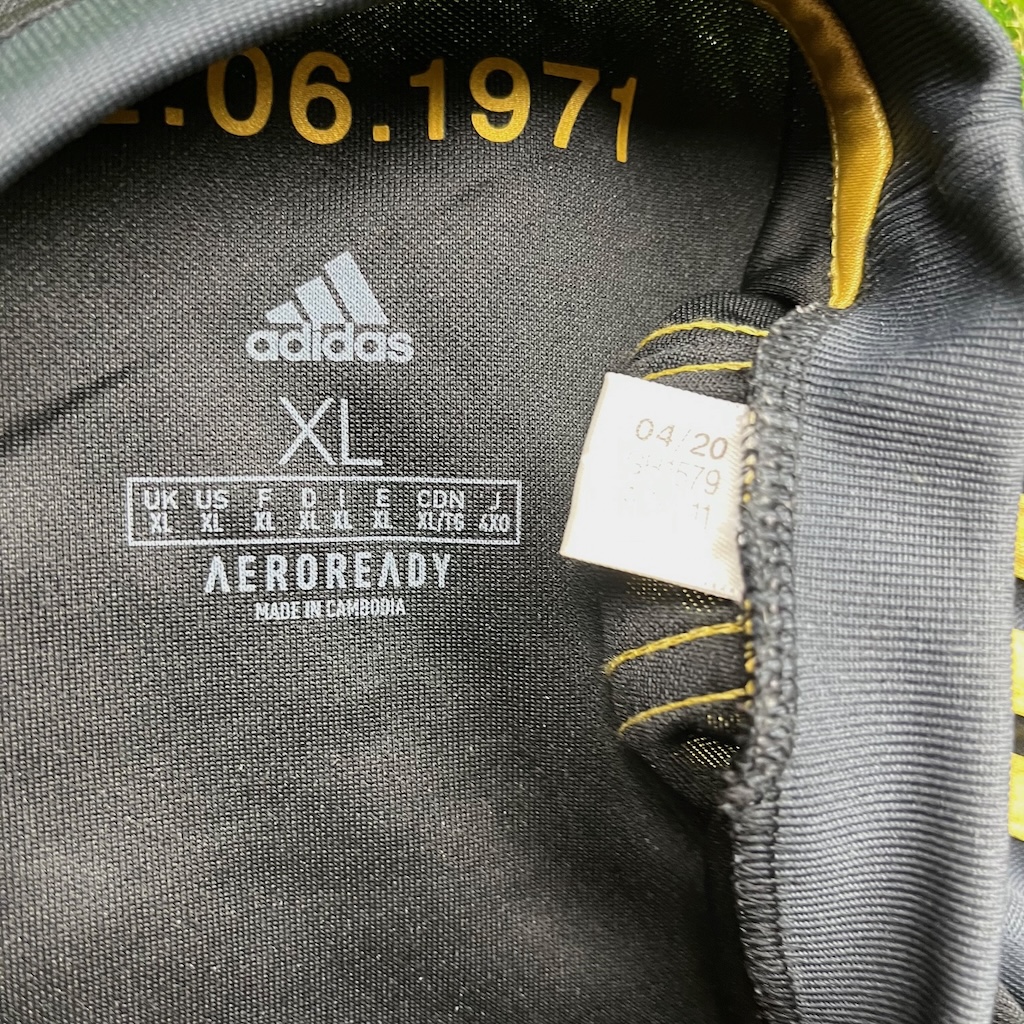 .06.1971
adidas
XL
UK US F D I E CDN J
XL XL XL XL XL XL XL/TG 4XO
AEROREADY
MADE IN CAMBODIA
04/20
11